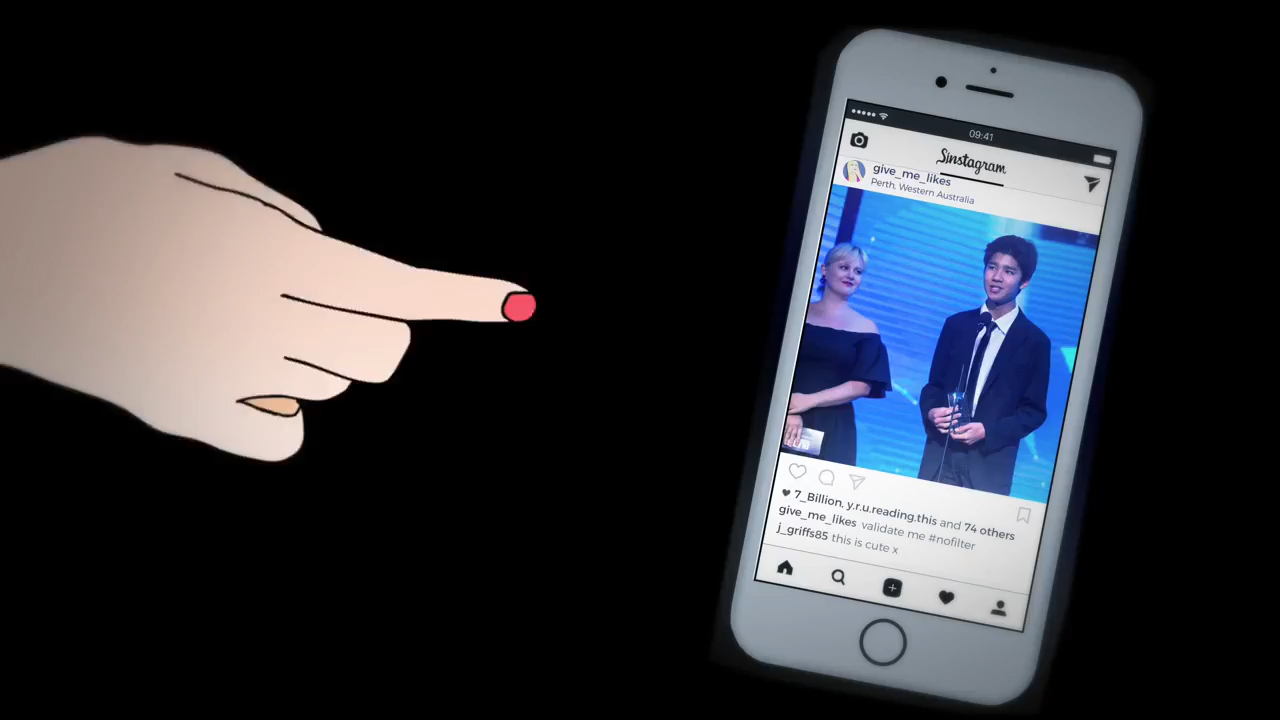 09:41
Sinstagram
give_me_likes
Perth, Western Australia
7_Billion, y.r.u.reading.this and 74 others
give_me_likes validate me #nofilter
j_griffs85 this is cute x